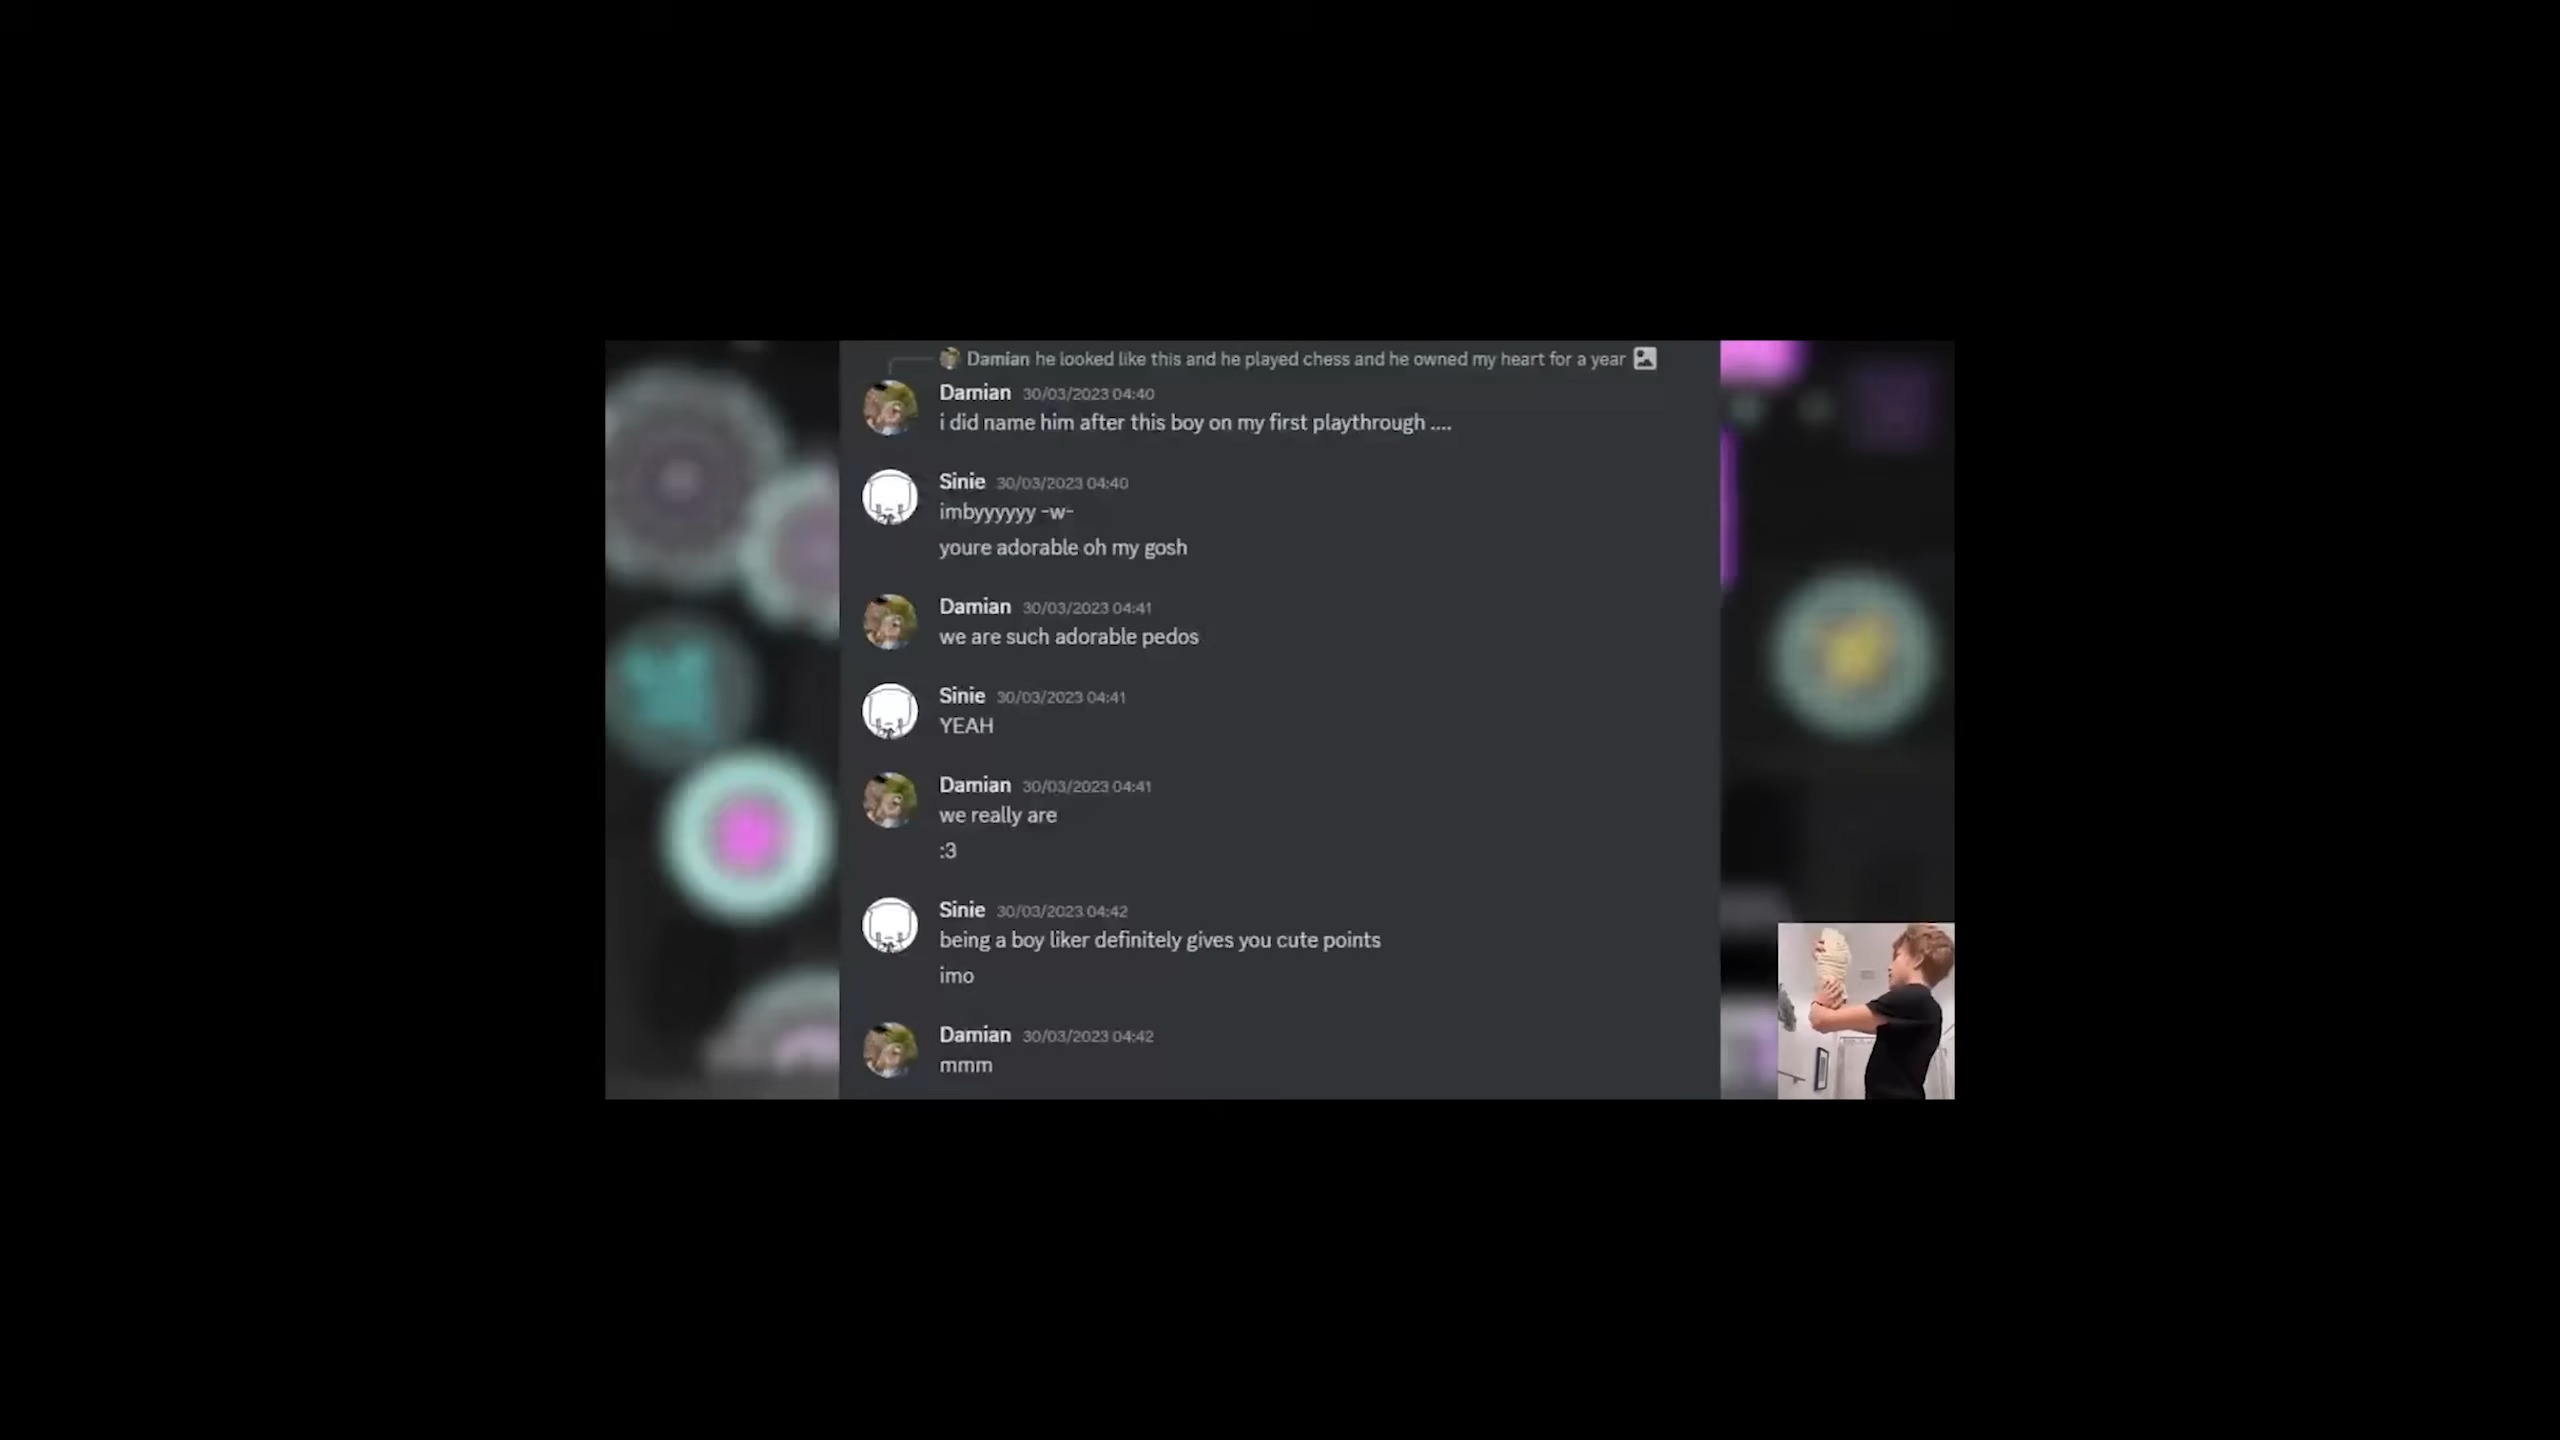 Damian he looked like this and he played chess and he owned my heart for a year
Damian 30/03/2023 04:40
i did name him after this boy on my first playthrough ....
Sinie 30/03/2023 04:40
imbyyyyyy -w-
youre adorable oh my gosh
Damian 30/03/2023 04:41
we are such adorable pedos
Sinie 30/03/2023 04:41
YEAH
Damian 30/03/2023 04:41
we really are
:3
Sinie 30/03/2023 04:42
being a boy liker definitely gives you cute points
imo
Damian 30/03/2023 04:42
mmm